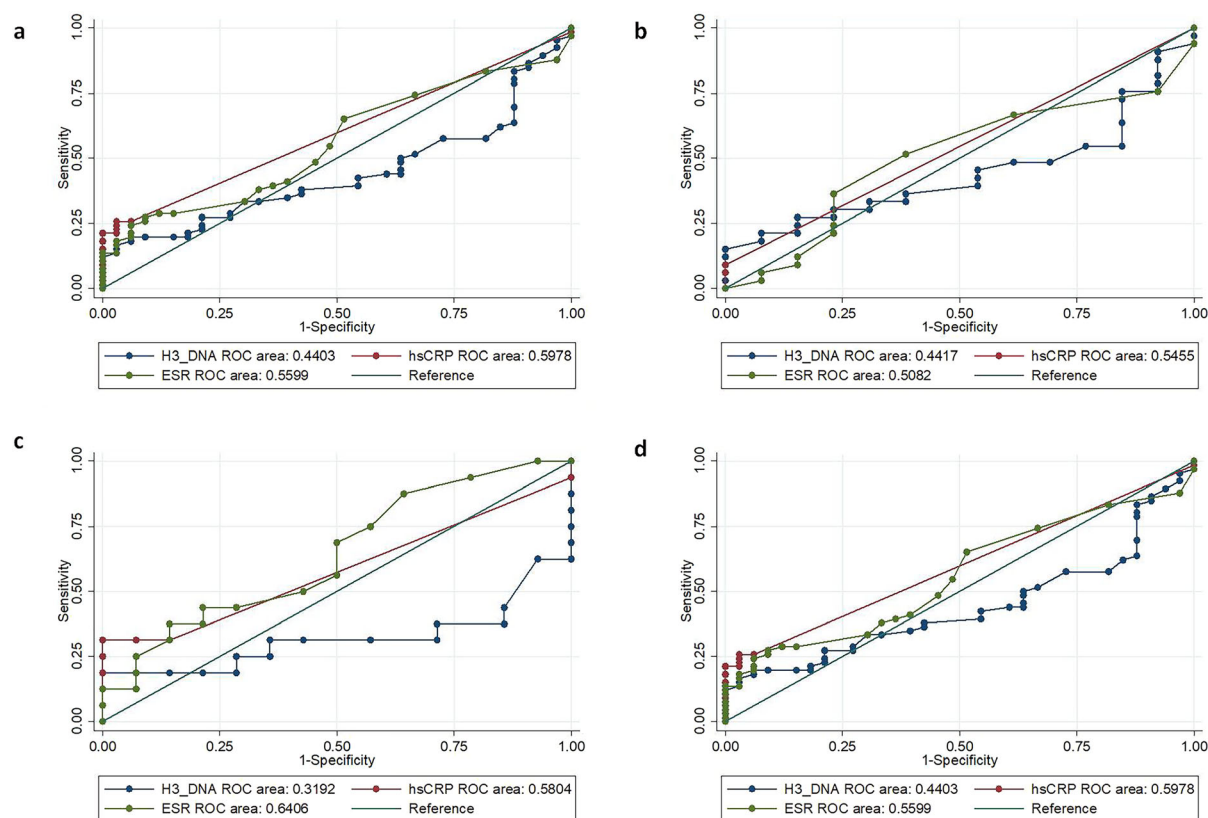 a
Sensitivity
0.00 0.25 0.50 0.75 1.00
0.00 0.25 0.50 0.75 1.00
1-Specificity
H3_DNA ROC area: 0.4403 hsCRP ROC area: 0.5978
ESR ROC area: 0.5599 Reference
b
Sensitivity
0.00 0.25 0.50 0.75 1.00
0.00 0.25 0.50 0.75 1.00
1-Specificity
H3_DNA ROC area: 0.4417 hsCRP ROC area: 0.5455
ESR ROC area: 0.5082 Reference
c
Sensitivity
0.00 0.25 0.50 0.75 1.00
0.00 0.25 0.50 0.75 1.00
1-Specificity
H3_DNA ROC area: 0.3192 hsCRP ROC area: 0.5804
ESR ROC area: 0.6406 Reference
d
Sensitivity
0.00 0.25 0.50 0.75 1.00
0.00 0.25 0.50 0.75 1.00
1-Specificity
H3_DNA ROC area: 0.4403 hsCRP ROC area: 0.5978
ESR ROC area: 0.5599 Reference